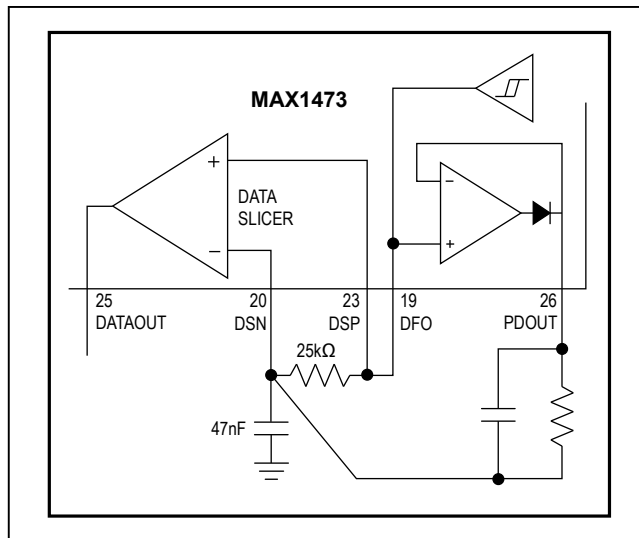 MAX1473
+
DATA
SLICER
−
−
+
25
DATAOUT
20
DSN
23
DSP
19
DFO
26
PDOUT
25kΩ
47nF